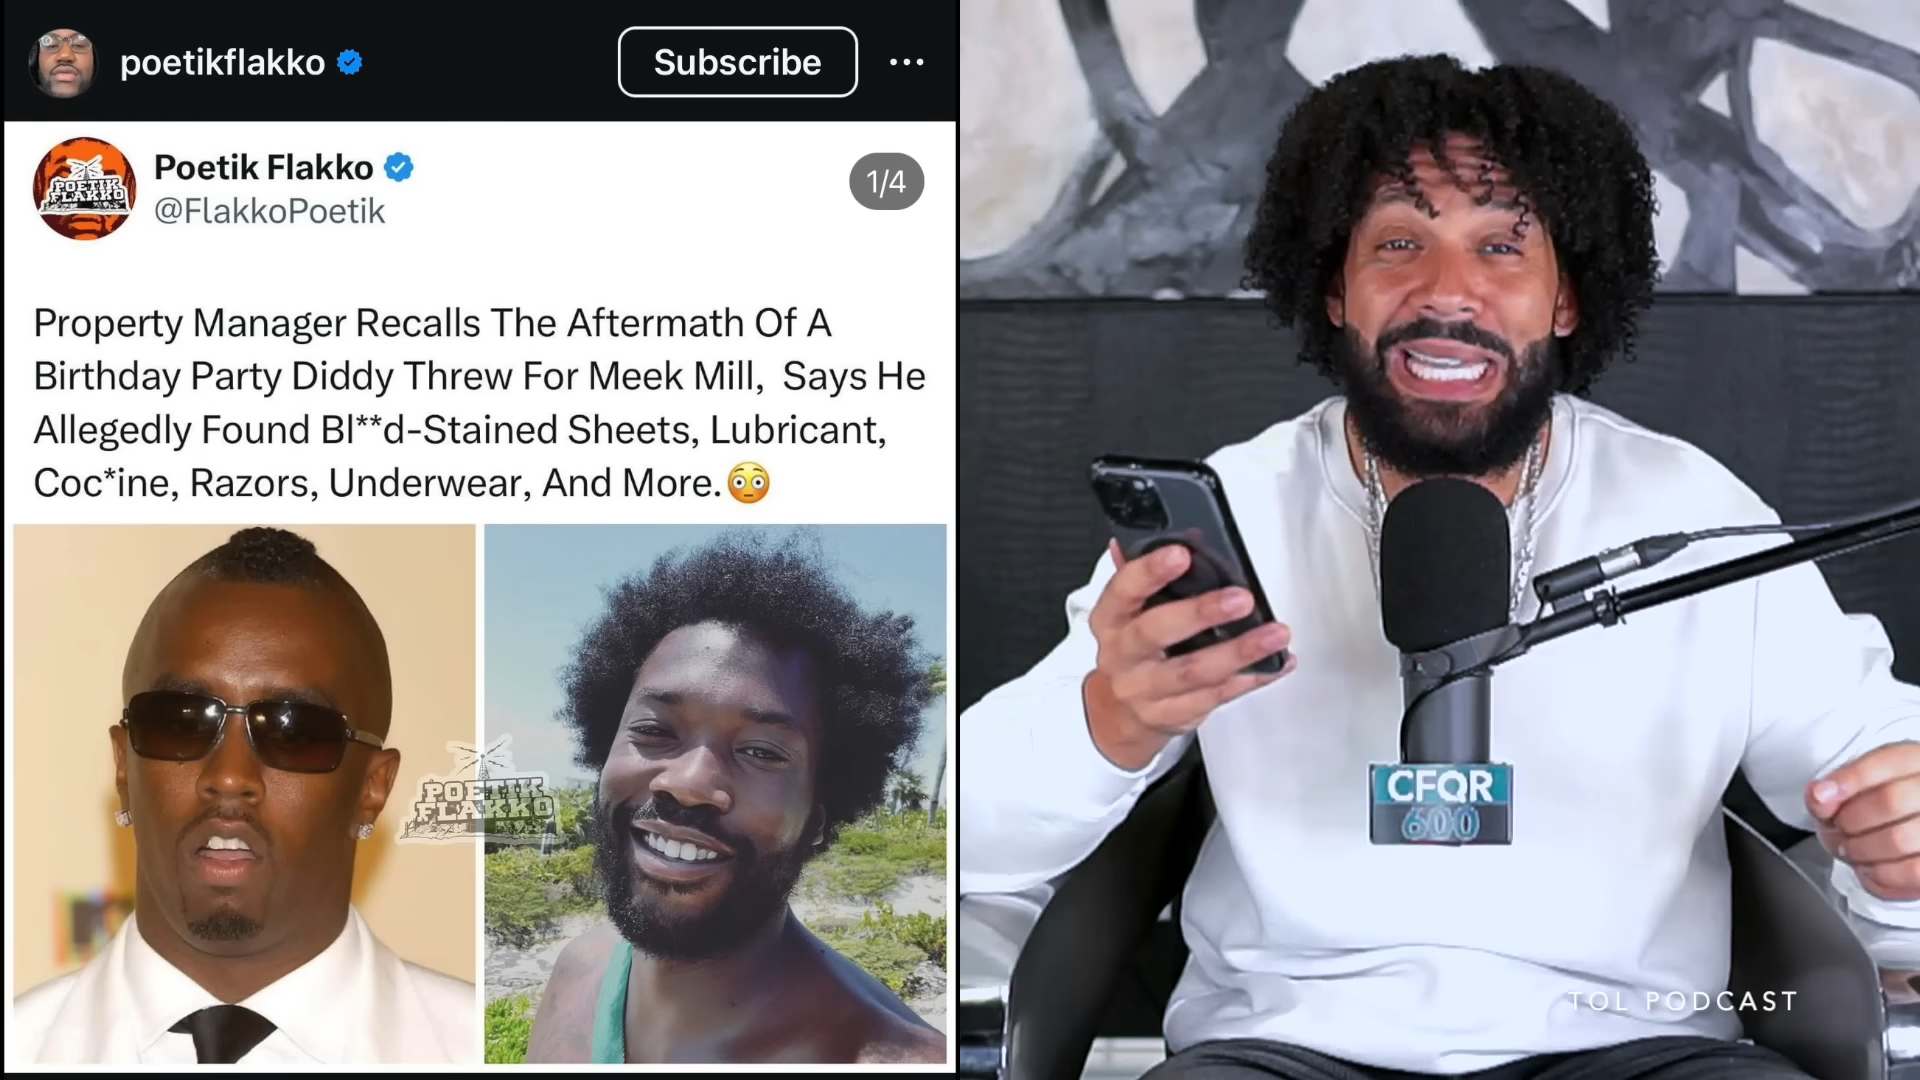 poetikflakko
Subscribe
Poetik Flakko
@FlakkoPoetik
1/4
Property Manager Recalls The Aftermath Of A
Birthday Party Diddy Threw For Meek Mill, Says He
Allegedly Found Bl**d-Stained Sheets, Lubricant,
Coc*ine, Razors, Underwear, And More.😳
POETIK
FLAKKO
POETIK
FLAKKO
CFQR
600
TOL PODCAST